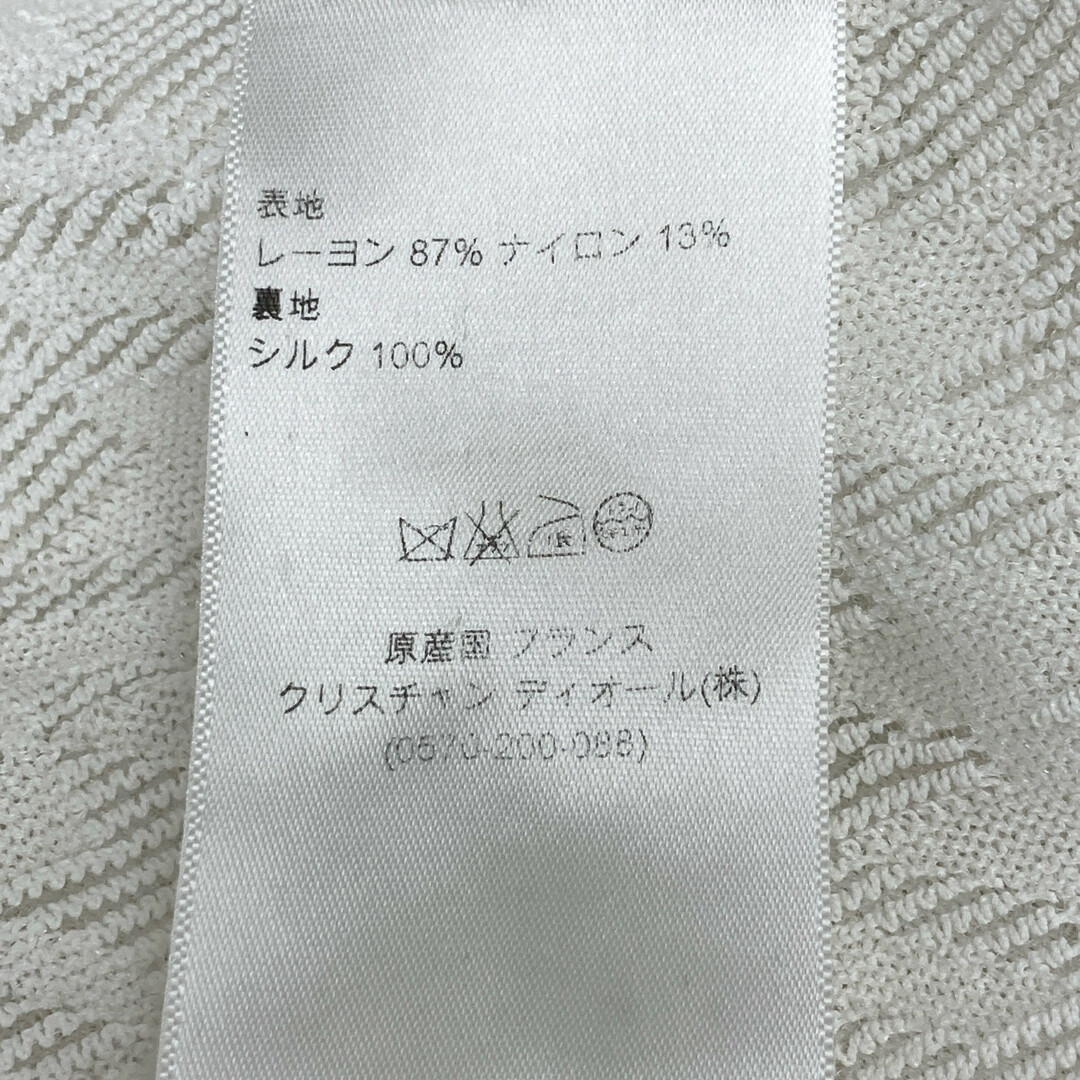 表地
レーヨン 87% ナイロン 13%
裏地
シルク 100%
原産国 フランス
クリスチャン ディオール(株)
(0570-200-088)